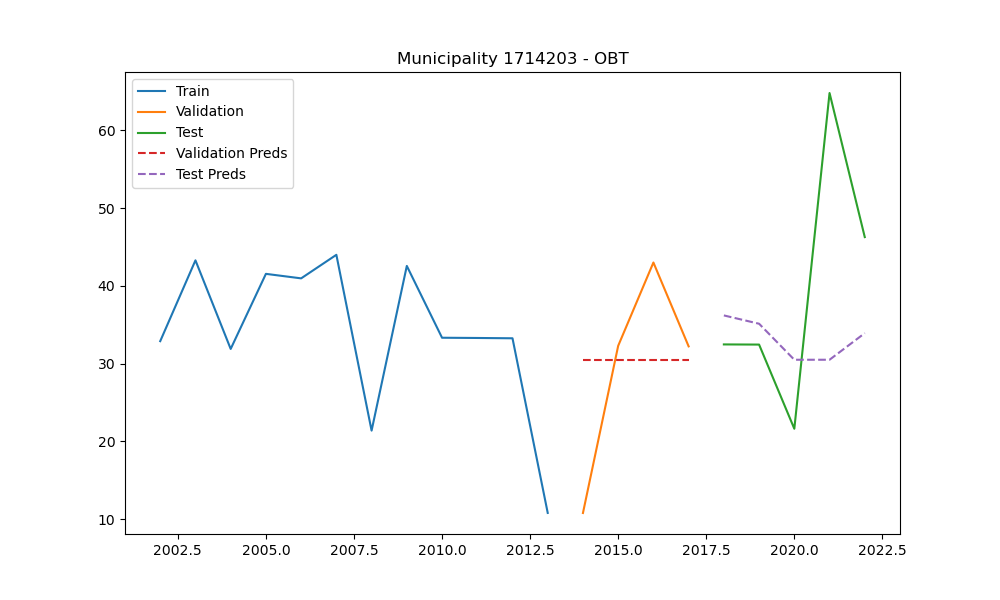 Municipality 1714203 - OBT
Train
Validation
Test
Validation Preds
Test Preds
60
50
40
30
20
10
2002.5 2005.0 2007.5 2010.0 2012.5 2015.0 2017.5 2020.0 2022.5